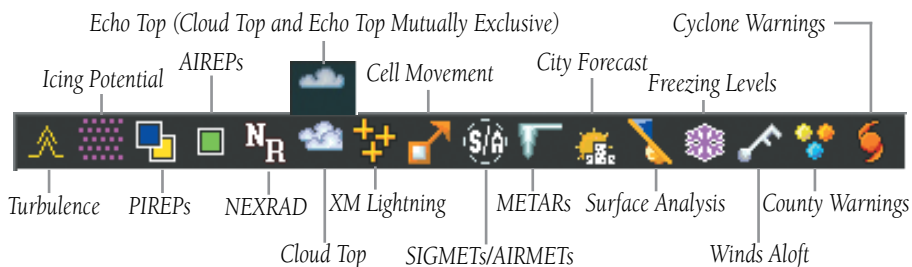 Echo Top (Cloud Top and Echo Top Mutually Exclusive)
Cyclone Warnings
Icing Potential
AIREPs
Cell Movement
City Forecast
Freezing Levels
N
R
S/A
Turbulence
PIREPs
NEXRAD
XM Lightning
METARs
Surface Analysis
County Warnings
Cloud Top
SIGMETs/AIRMETs
Winds Aloft